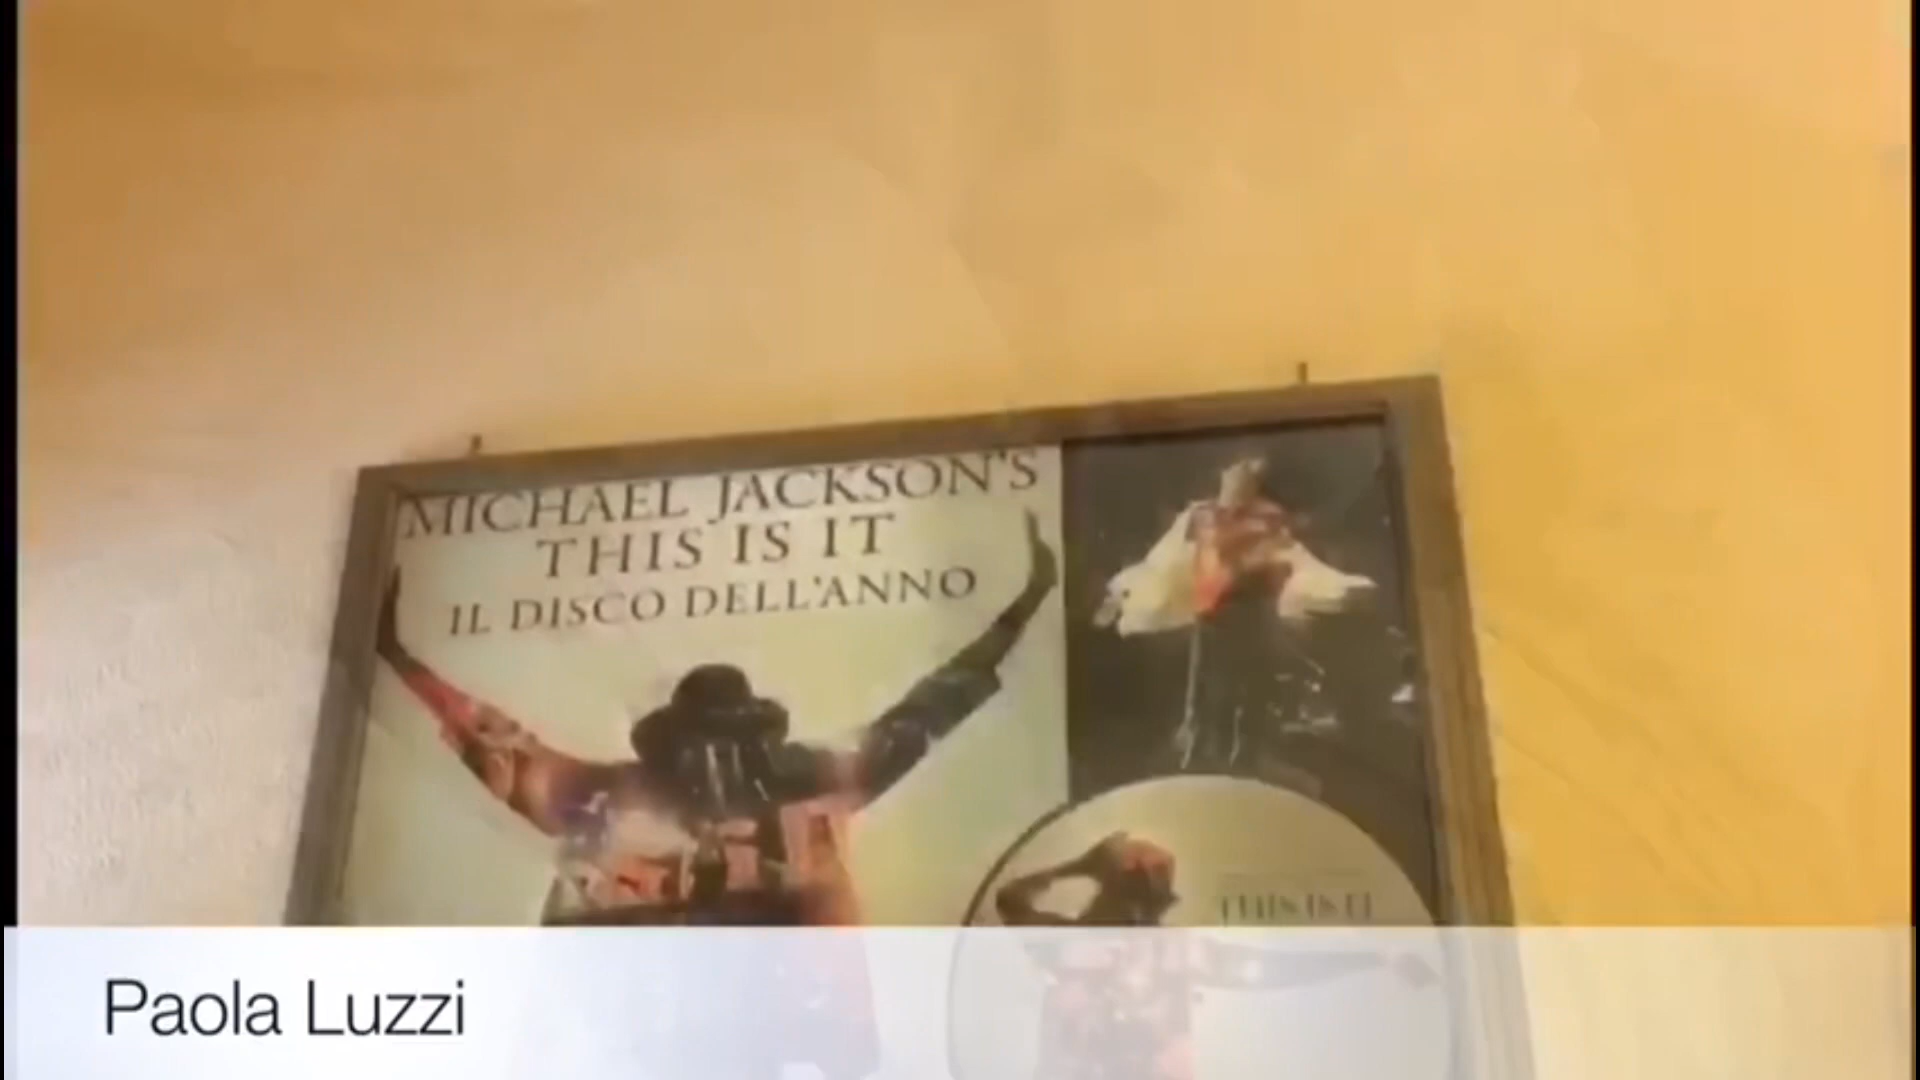 MICHAEL JACKSON'S
THIS IS IT
IL DISCO DELL'ANNO
THIS IS IT
Paola Luzzi